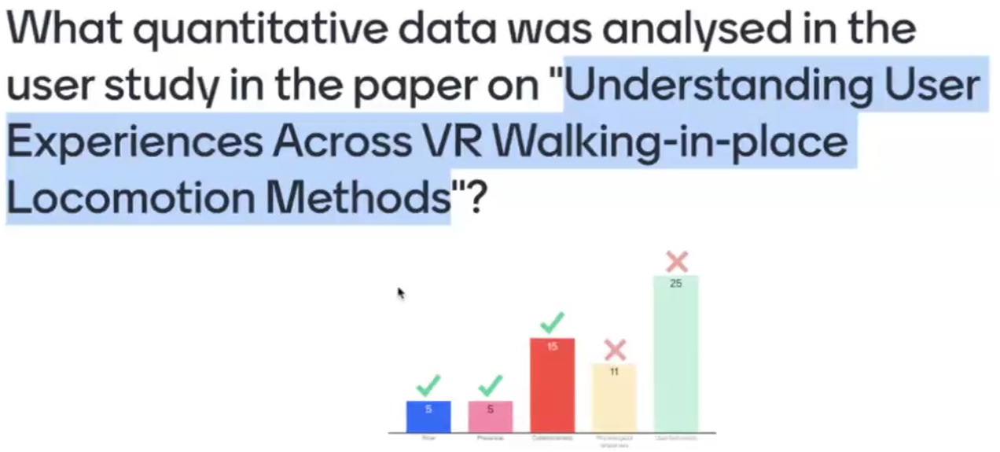 What quantitative data was analysed in the
user study in the paper on "Understanding User
Experiences Across VR Walking-in-place
Locomotion Methods"?
25
15
11
5
5
Flow
Presence
Cybersickness
Physiological
responses
User behaviors